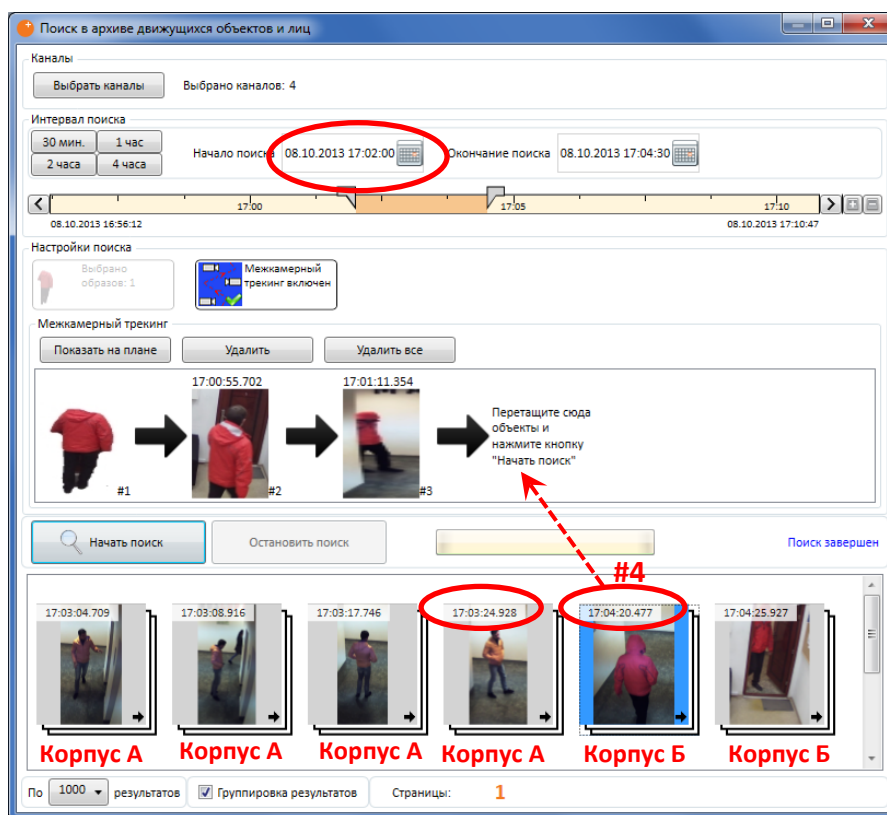 Поиск в архиве движущихся объектов и лиц
Каналы
Выбрать каналы Выбрано каналов: 4
Интервал поиска
30 мин. 1 час
2 часа 4 часа
Начало поиска 08.10.2013 17:02:00 Окончание поиска 08.10.2013 17:04:30
17:00 17:05 17:10
08.10.2013 16:56:12 08.10.2013 17:10:47
Настройки поиска
Выбрано
образов: 1
Межкамерный
трекинг включен
Межкамерный трекинг
Показать на плане Удалить Удалить все
17:00:55.702 17:01:11.354
Перетащите сюда
объекты и
нажмите кнопку
"Начать поиск"
#1 #2 #3
Начать поиск Остановить поиск Поиск завершен
#4
17:03:04.709 17:03:08.916 17:03:17.746 17:03:24.928 17:04:20.477 17:04:25.927
Корпус А Корпус А Корпус А Корпус А Корпус Б Корпус Б
По 1000 результатов Группировка результатов Страницы: 1